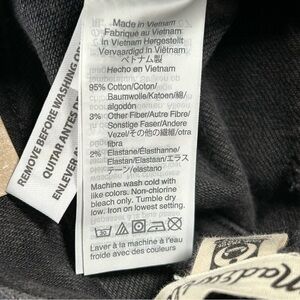 Made in Vietnam
Fabriqué au Vietnam
In Vietnam Hergestellt
Vervaardigd in Vietnam
ベトナム製
Hecho en Vietnam
95% Cotton/Coton/
Baumwolle/Katoen/綿/
algodón
3% Other Fiber/Autre Fibre/
Sonstige Faser/Andere
Vezel/その他の繊維/otra
fibra
2% Elastane/Élasthanne/
Elastan/Elastaan/エラス
テーン/elastano
Machine wash cold with
like colors. Non-chlorine
bleach only. Tumble dry
low. Iron on lowest setting.
30
Laver à la machine à eau
froide avec des couleurs
REMOVE BEFORE WASHING
QUITAR ANTES DE
ENLEVER